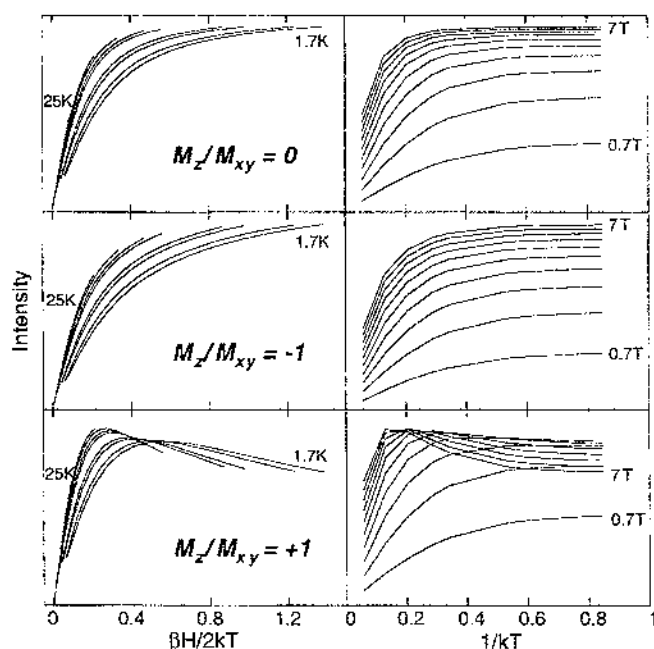 7T
1.7K
25K
M_z/M_xy = 0
0.7T
1.7K
25K
M_z/M_xy = -1
0.7T
Intensity
1.7K
25K
7T
M_z/M_xy = +1
0.7T
0 0.4 0.8 1.2
0 0.2 0.4 0.6 0.8 1
βH/2kT
1/kT